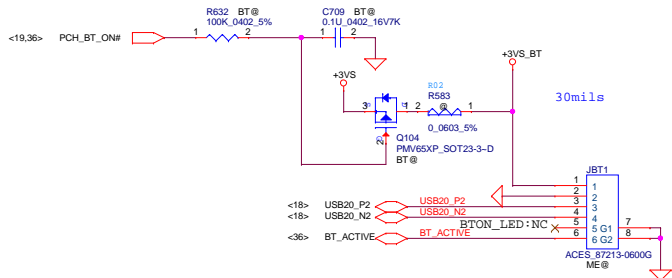 R632 BT@
100K_0402_5%
C709 BT@
0.1U_0402_16V7K
<19,36> PCH_BT_ON#
1 2
1 2
+3VS
+3VS_BT
R02
R583
@
30mils
3 1 2 1
0_0603_5%
2
Q104
PMV65XP_SOT23-3~D
BT@
JBT1
1 1
2 2
<18> USB20_P2 USB20_P2 3 3
<18> USB20_N2 USB20_N2 4 4
BTON_LED:NC 5 5 G1 7
<36> BT_ACTIVE BT_ACTIVE 6 6 G2 8
ACES_87213-0600G
ME@